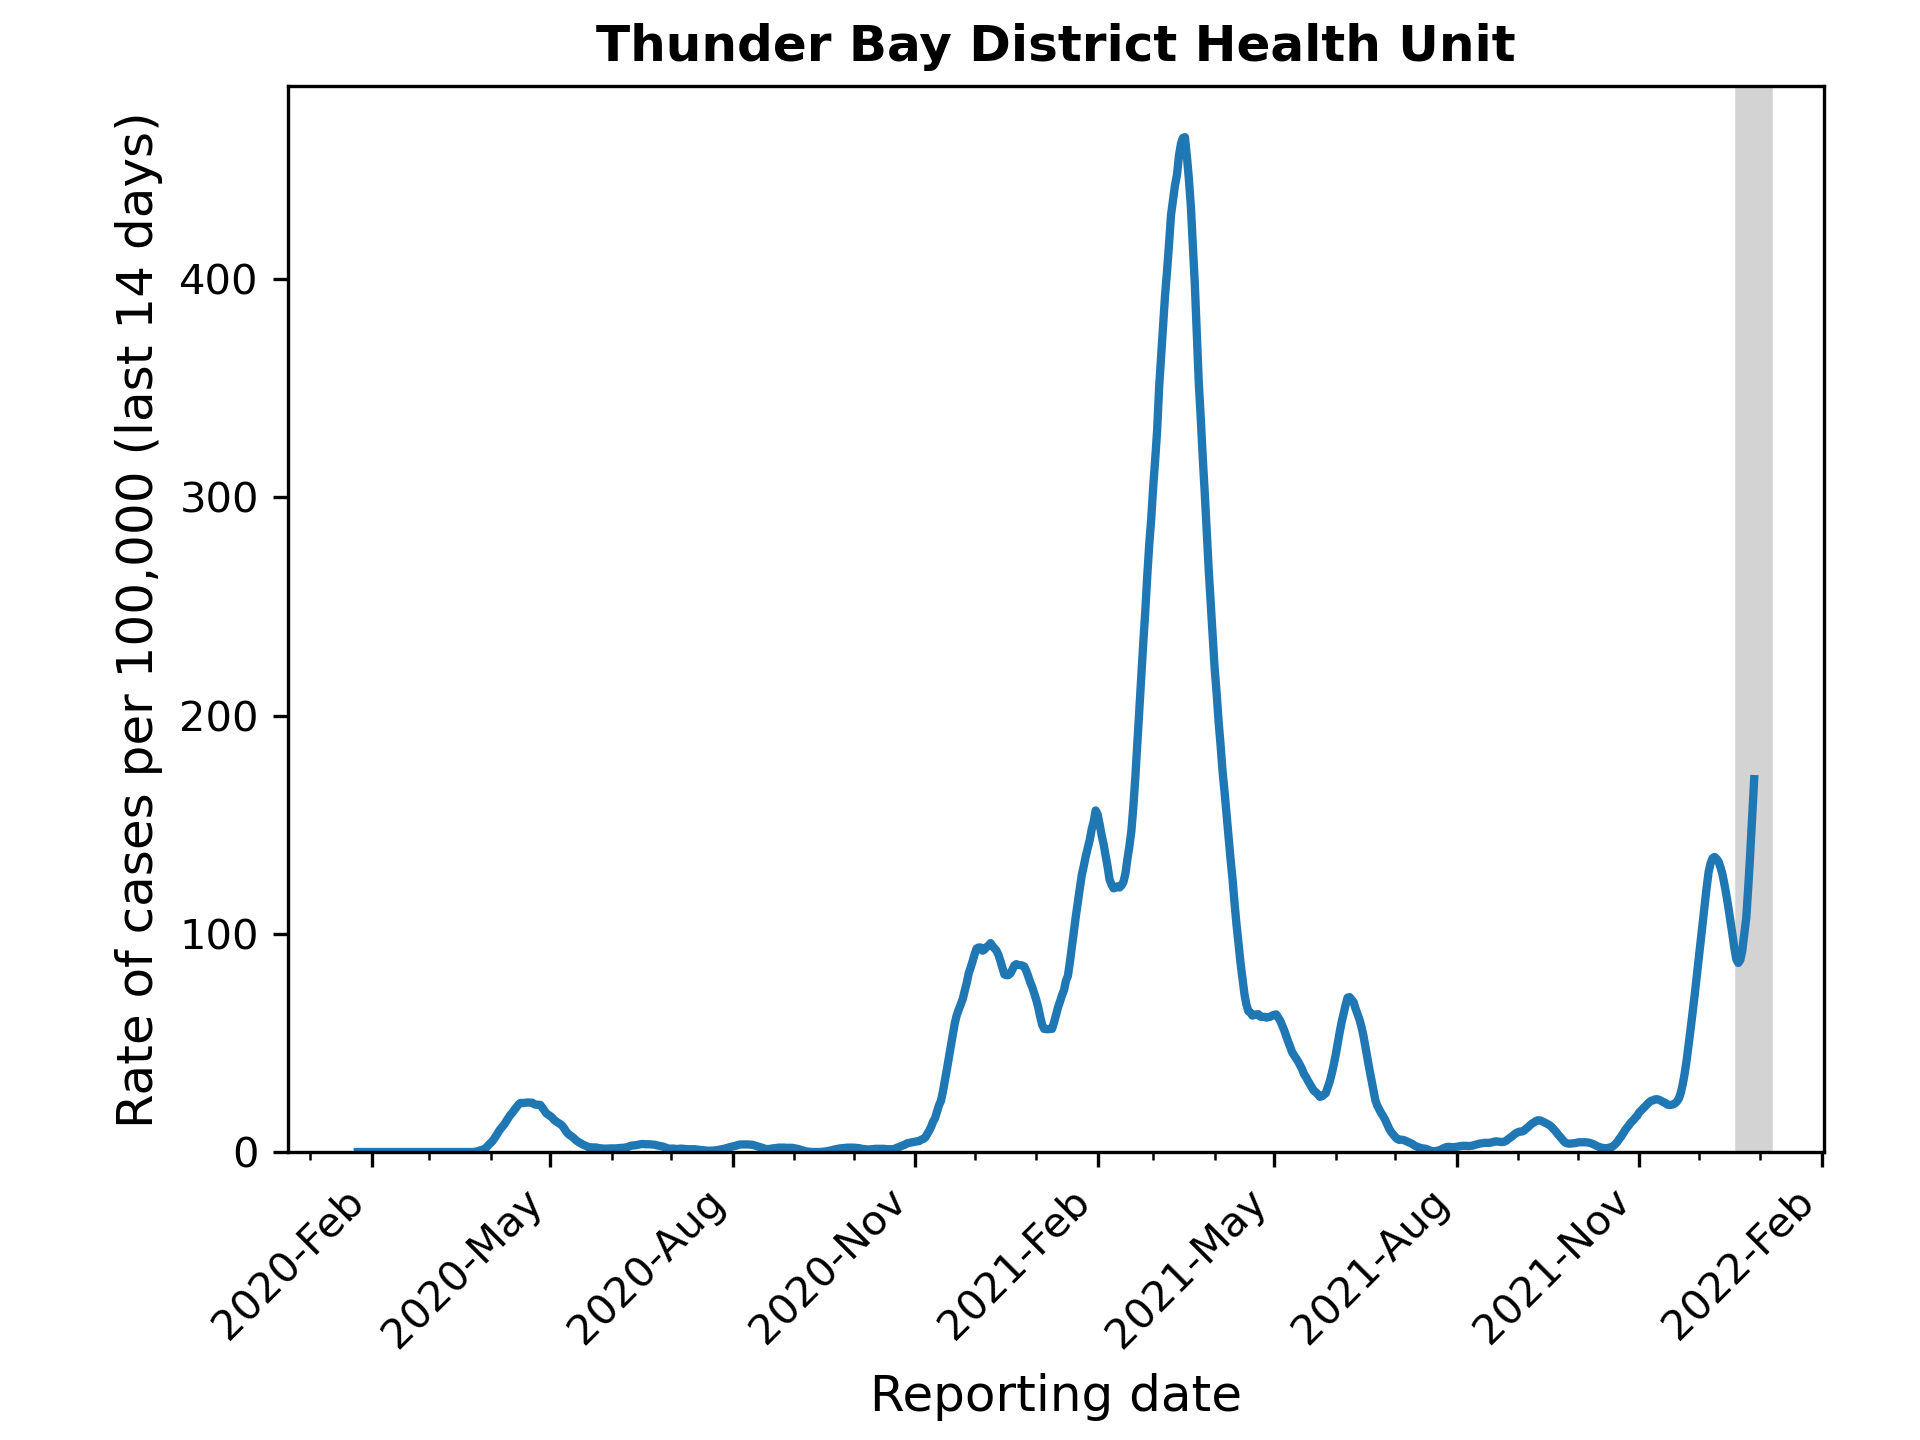 Thunder Bay District Health Unit
Rate of cases per 100,000 (last 14 days)
400
300
200
100
0
2020-Feb
2020-May
2020-Aug
2020-Nov
2021-Feb
2021-May
2021-Aug
2021-Nov
2022-Feb
Reporting date